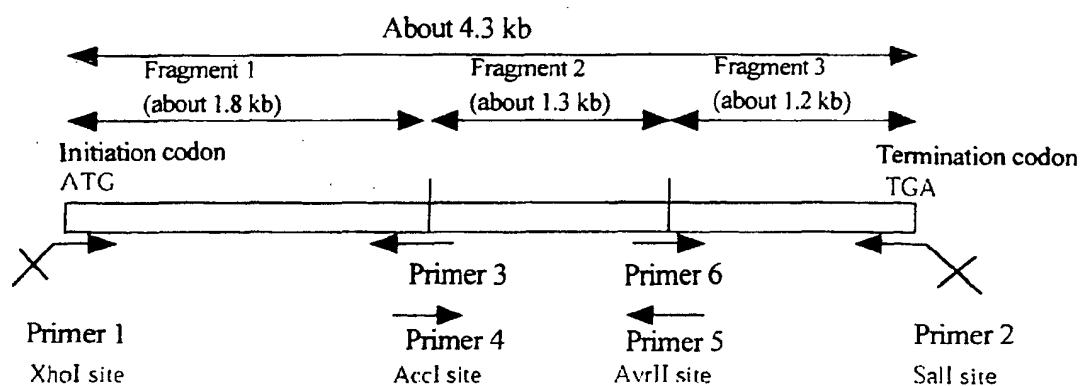 About 4.3 kb
Fragment 1
(about 1.8 kb)
Fragment 2
(about 1.3 kb)
Fragment 3
(about 1.2 kb)
Initiation codon
ATG
Termination codon
TGA
Primer 3
Primer 6
Primer 1
Primer 4
Primer 5
Primer 2
XhoI site
AccI site
AvrII site
SalI site